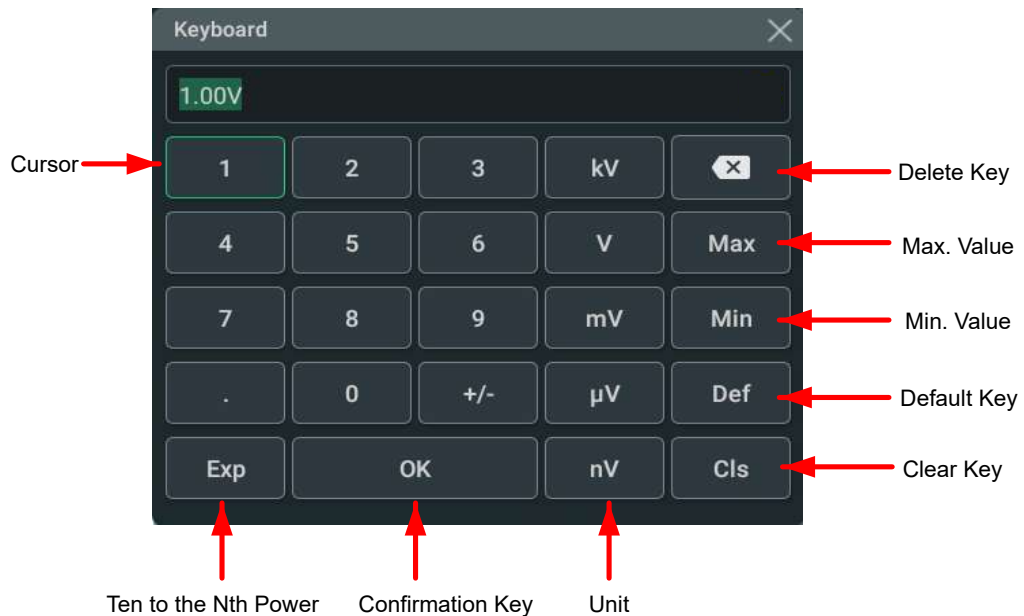 Keyboard
1.00V
Cursor
1 2 3 kV
Delete Key
4 5 6 V Max
Max. Value
7 8 9 mV Min
Min. Value
. 0 +/- µV Def
Default Key
Exp OK nV Cls
Clear Key
Ten to the Nth Power Confirmation Key Unit